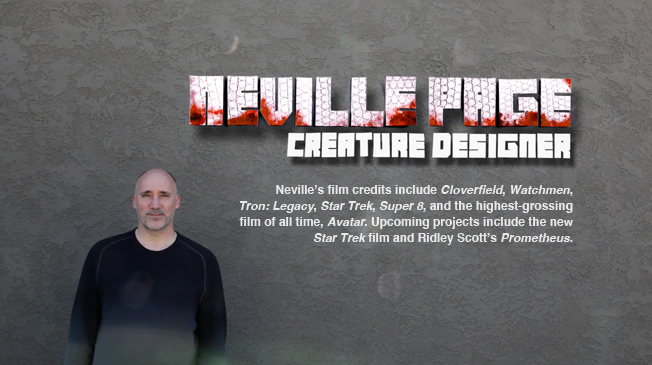 NEVILLE PAGE
CREATURE DESIGNER
Neville's film credits include Cloverfield, Watchmen,
Tron: Legacy, Star Trek, Super 8, and the highest-grossing
film of all time, Avatar. Upcoming projects include the new
Star Trek film and Ridley Scott's Prometheus.